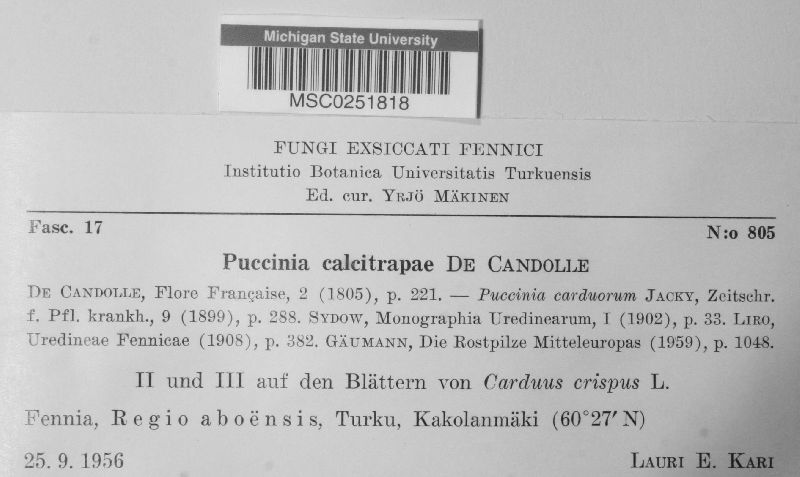 Michigan State University
MSC0251818
FUNGI EXSICCATI FENNICI
Institutio Botanica Universitatis Turkuensis
Ed. cur. YRJÖ MÄKINEN
Fasc. 17 N:o 805
Puccinia calcitrapae DE CANDOLLE
DE CANDOLLE, Flore Française, 2 (1805), p. 221. — Puccinia carduorum JACKY, Zeitschr.
f. Pfl. krankh., 9 (1899), p. 288. SYDOW, Monographia Uredinearum, I (1902), p. 33. LIRO,
Uredineae Fennicae (1908), p. 382. GÄUMANN, Die Rostpilze Mitteleuropas (1959), p. 1048.
II und III auf den Blättern von Carduus crispus L.
Fennia, Regio aboënsis, Turku, Kakolanmäki (60°27′ N)
25. 9. 1956 LAURI E. KARI